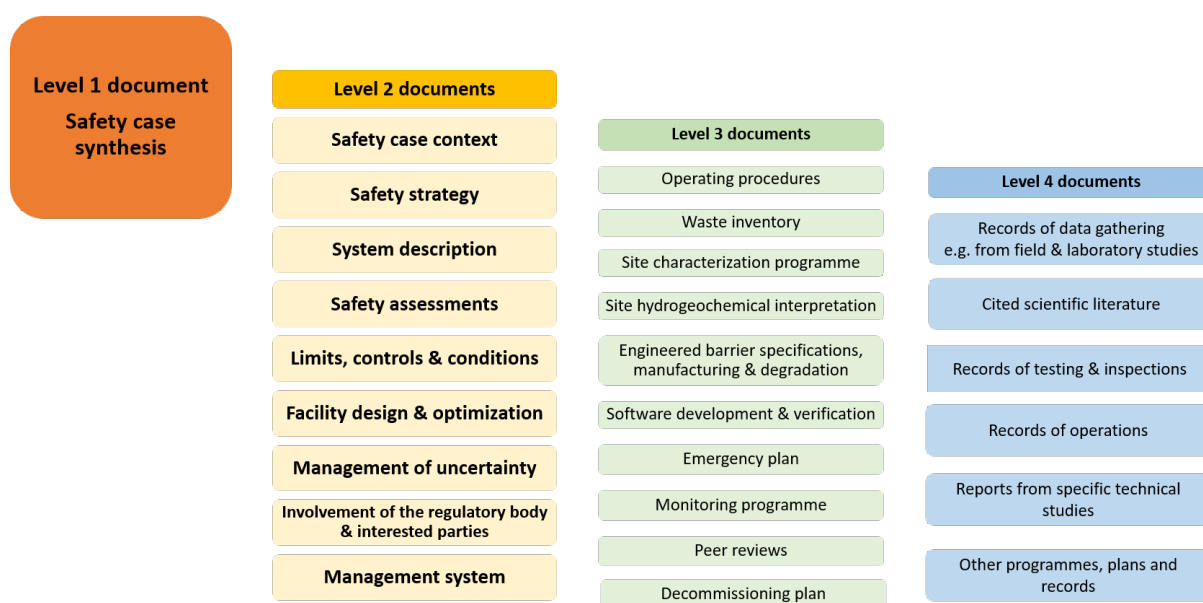 Level 1 document
Safety case
synthesis
Level 2 documents
Safety case context
Safety strategy
System description
Safety assessments
Limits, controls & conditions
Facility design & optimization
Management of uncertainty
Involvement of the regulatory body
& interested parties
Management system
Level 3 documents
Operating procedures
Waste inventory
Site characterization programme
Site hydrogeochemical interpretation
Engineered barrier specifications,
manufacturing & degradation
Software development & verification
Emergency plan
Monitoring programme
Peer reviews
Decommissioning plan
Level 4 documents
Records of data gathering
e.g. from field & laboratory studies
Cited scientific literature
Records of testing & inspections
Records of operations
Reports from specific technical
studies
Other programmes, plans and
records